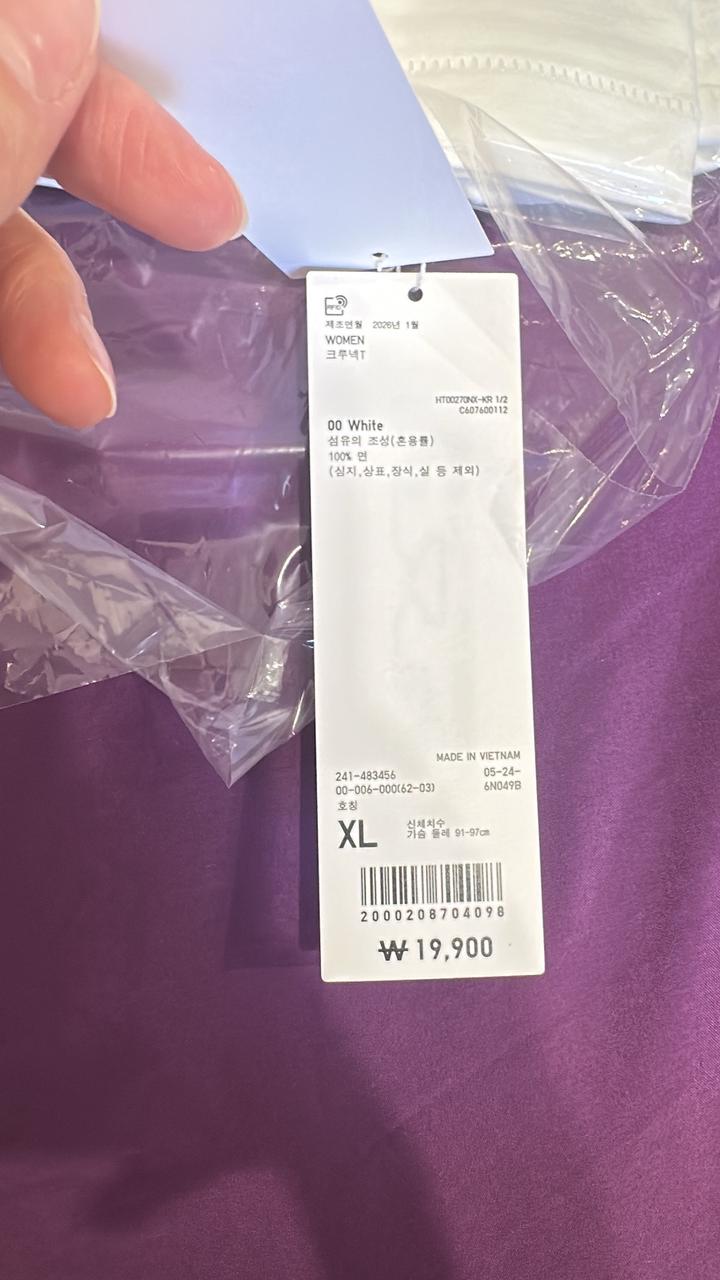 RFID
제조연월 2026년 1월
WOMEN
크루넥T
HT00270NX-KR 1/2
C607600112
00 White
섬유의 조성(혼용률)
100% 면
(심지,상표,장식,실 등 제외)
MADE IN VIETNAM
241-483456 05-24-
00-006-000(62-03) 6N049B
호칭
XL
신체치수
가슴 둘레 91-97cm
2000208704098
₩ 19,900